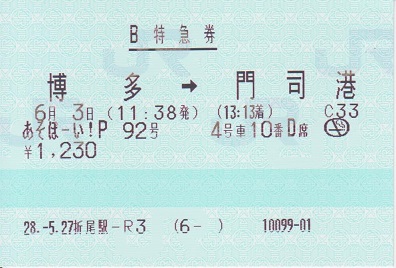 B 特 急 券
博 多 → 門 司 港
6月 3日 (11:38発) (13:13着) C33
あそぼーい!P 92号 4号車10番D席
¥1,230
28.-5.27折尾駅-R3 (6- ) 10099-01